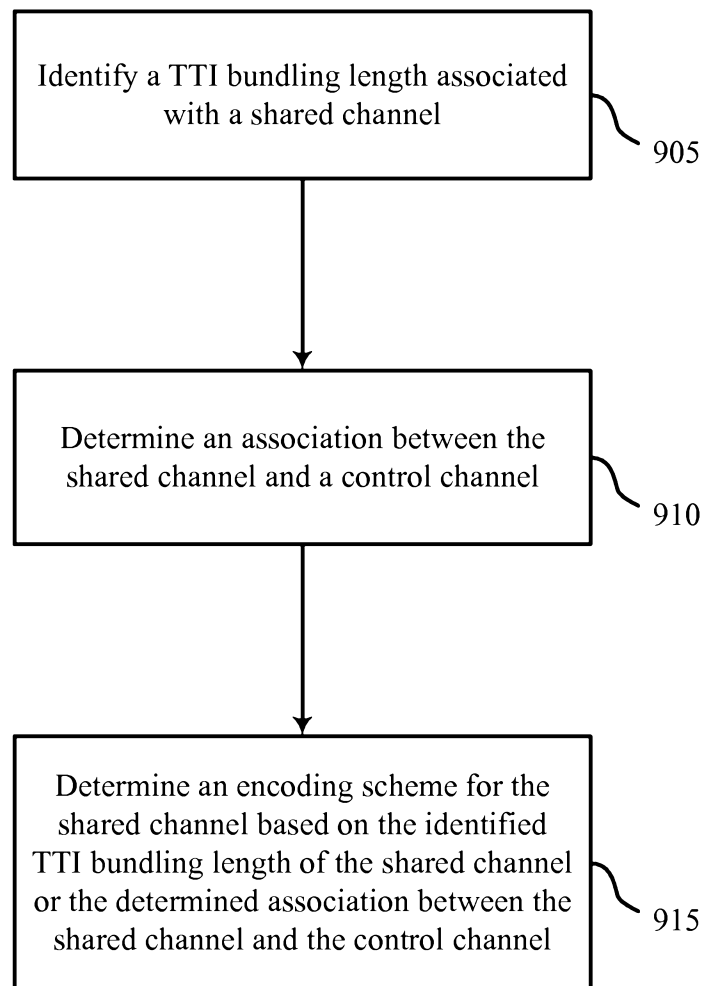 Identify a TTI bundling length associated
with a shared channel
905
Determine an association between the
shared channel and a control channel
910
Determine an encoding scheme for the
shared channel based on the identified
TTI bundling length of the shared channel
or the determined association between the
shared channel and the control channel
915